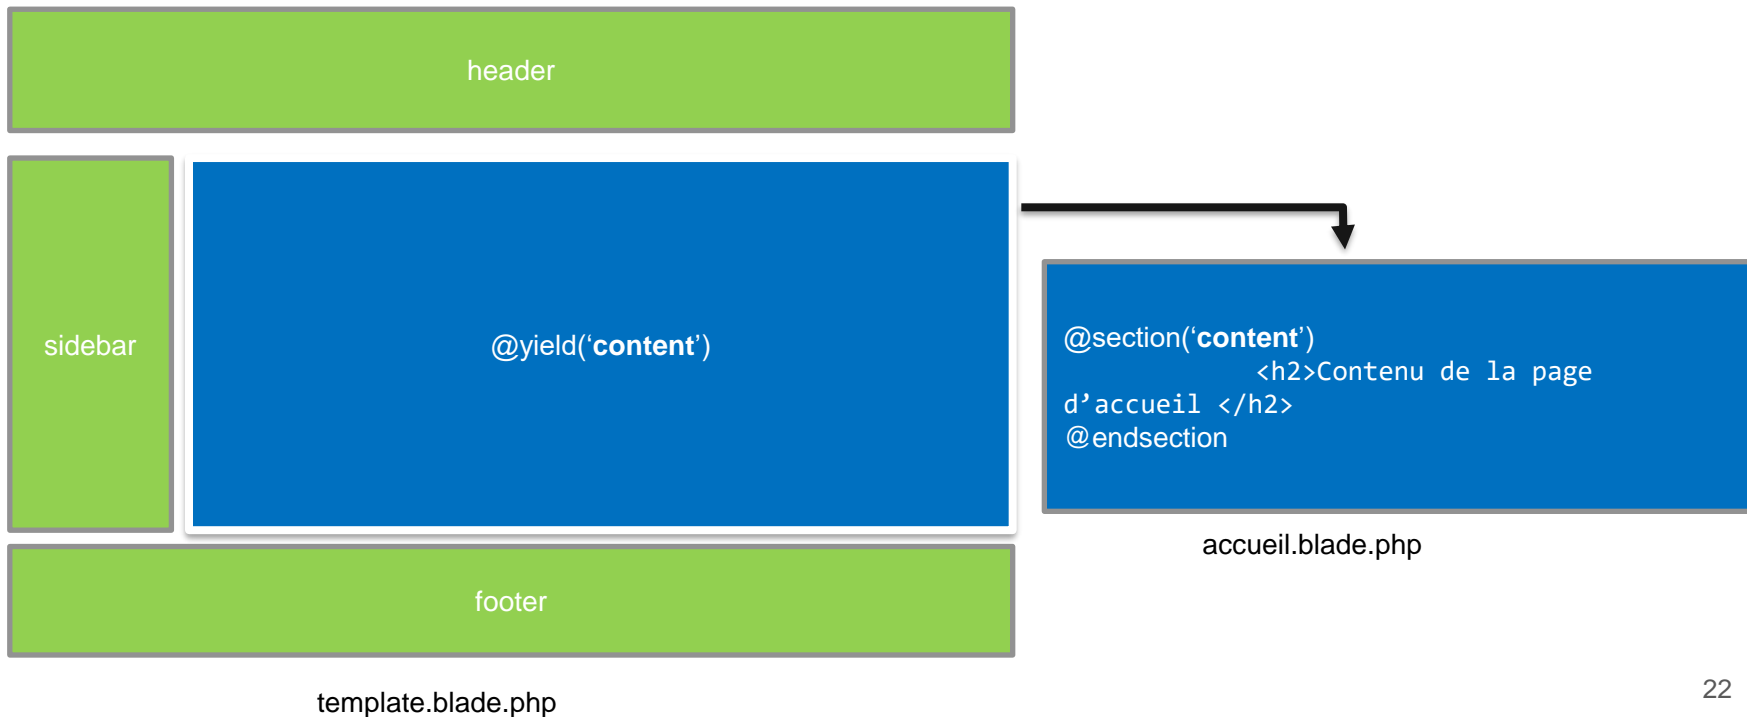 header
sidebar
@yield(‘content’)
@section(‘content’)
<h2>Contenu de la page
d’accueil </h2>
@endsection
accueil.blade.php
footer
template.blade.php
22